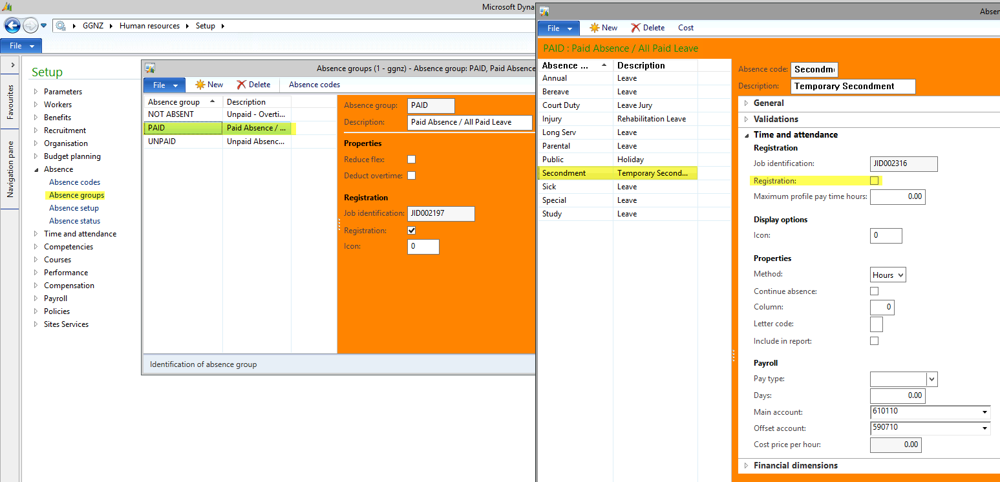 Microsoft Dyna
GGNZ Human resources Setup
File
Favourites
Navigation pane
Setup
Parameters
Workers
Benefits
Recruitment
Organisation
Budget planning
Absence
Absence codes
Absence groups
Absence setup
Absence status
Time and attendance
Competencies
Courses
Performance
Compensation
Payroll
Policies
Sites Services
Absence groups (1 - ggnz) - Absence group: PAID, Paid Absence
File New Delete Absence codes
Absence group Description
NOT ABSENT Unpaid - Overti...
PAID Paid Absence / ...
UNPAID Unpaid Absenc...
Absence group: PAID
Description: Paid Absence / All Paid Leave
Properties
Reduce flex:
Deduct overtime:
Registration
Job identification: JID002197
Registration:
Icon: 0
Identification of absence group
Absen
File New Delete Cost
PAID : Paid Absence / All Paid Leave
Absence ... Description
Annual Leave
Bereave Leave
Court Duty Leave Jury
Injury Rehabilitation Leave
Long Serv Leave
Parental Leave
Public Holiday
Secondment Temporary Second...
Sick Leave
Special Leave
Study Leave
Absence code: Secondm
Description: Temporary Secondment
General
Validations
Time and attendance
Registration
Job identification: JID002316
Registration:
Maximum profile pay time hours: 0.00
Display options
Icon: 0
Properties
Method: Hours
Continue absence:
Column: 0
Letter code:
Include in report:
Payroll
Pay type:
Days: 0.00
Main account: 610110
Offset account: 590710
Cost price per hour: 0.00
Financial dimensions